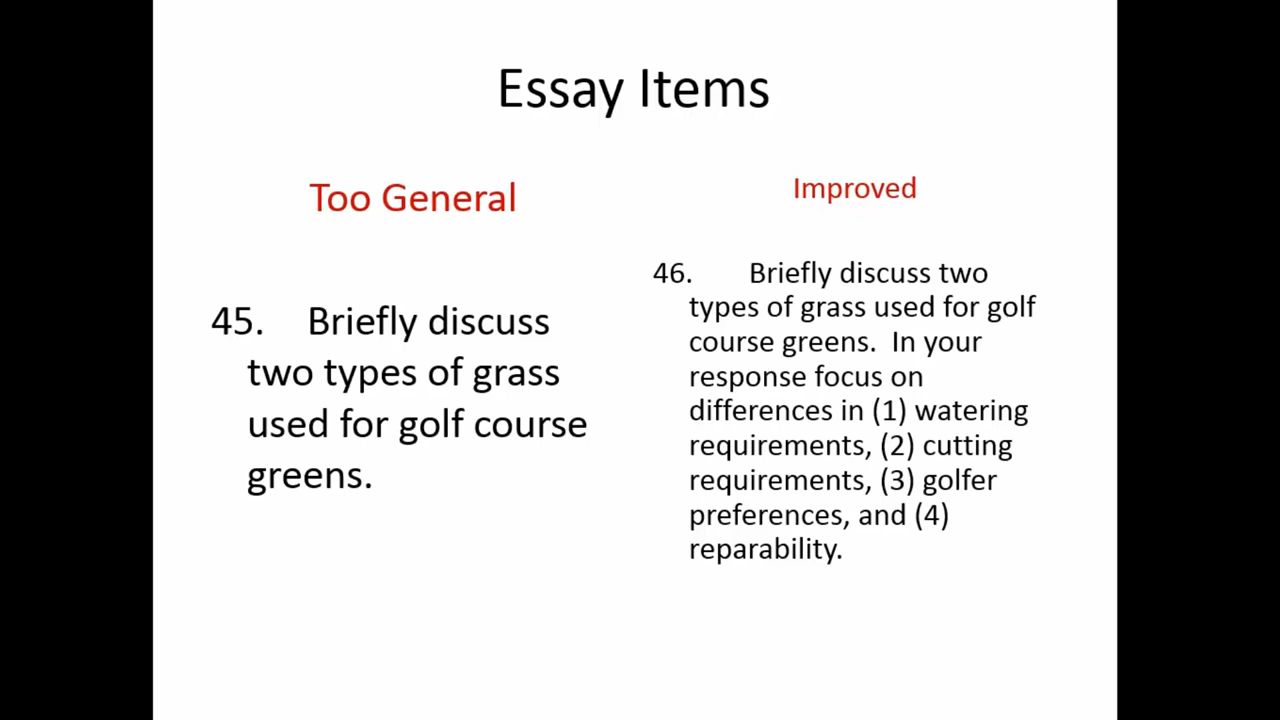 Essay Items
Too General
45. Briefly discuss
two types of grass
used for golf course
greens.
Improved
46. Briefly discuss two
types of grass used for golf
course greens. In your
response focus on
differences in (1) watering
requirements, (2) cutting
requirements, (3) golfer
preferences, and (4)
reparability.